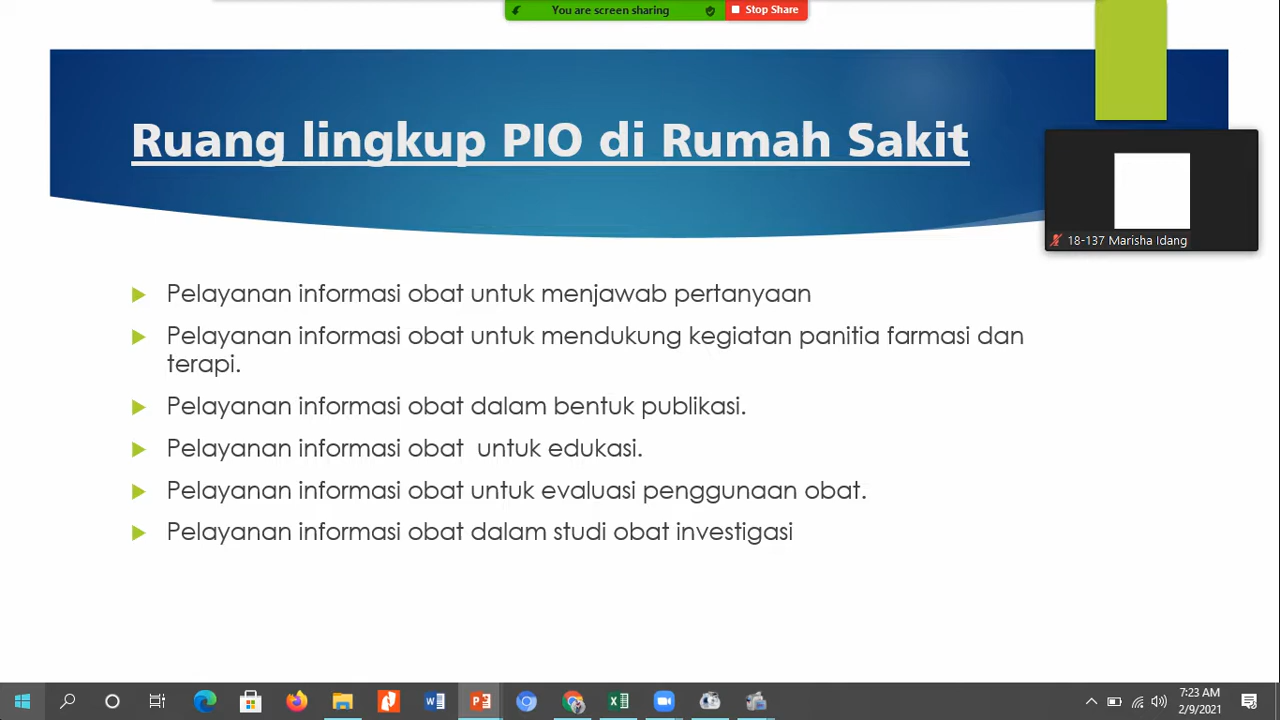 You are screen sharing
Stop Share
Ruang lingkup PIO di Rumah Sakit
18-137 Marisha Idang
Pelayanan informasi obat untuk menjawab pertanyaan
Pelayanan informasi obat untuk mendukung kegiatan panitia farmasi dan
terapi.
Pelayanan informasi obat dalam bentuk publikasi.
Pelayanan informasi obat untuk edukasi.
Pelayanan informasi obat untuk evaluasi penggunaan obat.
Pelayanan informasi obat dalam studi obat investigasi
7:23 AM
2/9/2021